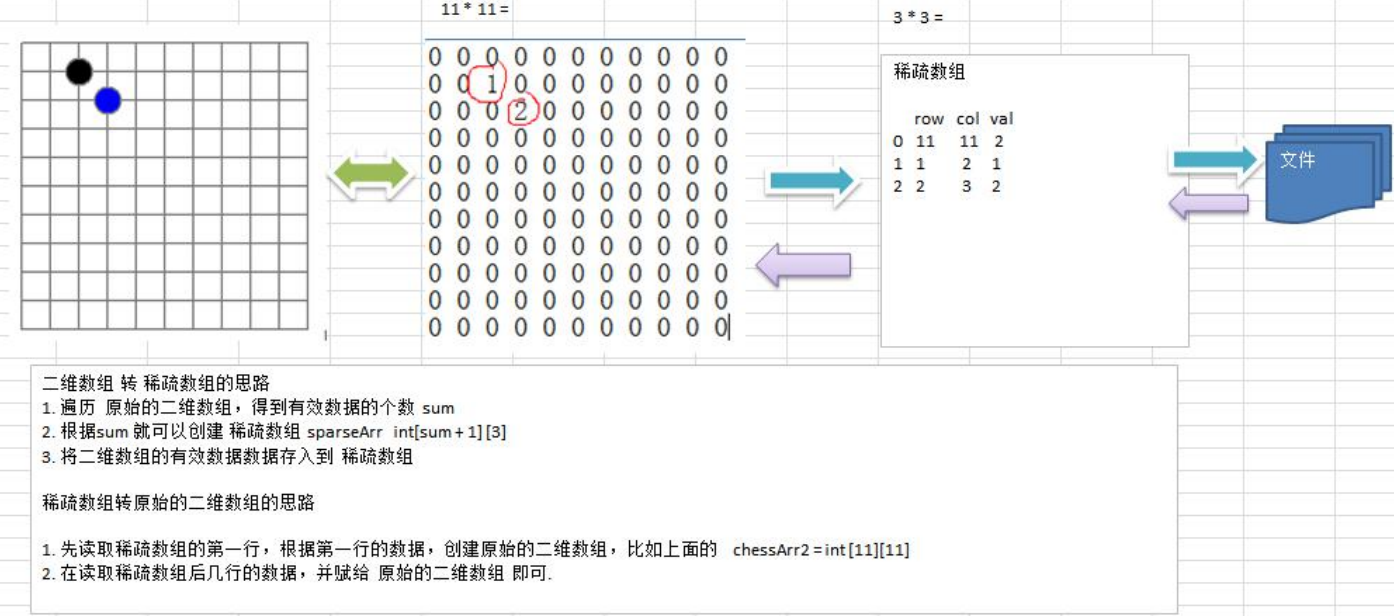 11 * 11 =
3 * 3 =
0 0 0 0 0 0 0 0 0 0 0
0 0 1 0 0 0 0 0 0 0 0
0 0 0 2 0 0 0 0 0 0 0
0 0 0 0 0 0 0 0 0 0 0
0 0 0 0 0 0 0 0 0 0 0
0 0 0 0 0 0 0 0 0 0 0
0 0 0 0 0 0 0 0 0 0 0
0 0 0 0 0 0 0 0 0 0 0
0 0 0 0 0 0 0 0 0 0 0
0 0 0 0 0 0 0 0 0 0 0
0 0 0 0 0 0 0 0 0 0 0
稀疏数组
row col val
0 11 11 2
1 1 2 1
2 2 3 2
文件
二维数组 转 稀疏数组的思路
1. 遍历 原始的二维数组，得到有效数据的个数 sum
2. 根据sum 就可以创建 稀疏数组 sparseArr int[sum + 1] [3]
3. 将二维数组的有效数据数据存入到 稀疏数组
稀疏数组转原始的二维数组的思路
1. 先读取稀疏数组的第一行，根据第一行的数据，创建原始的二维数组，比如上面的 chessArr2 = int [11][11]
2. 在读取稀疏数组后几行的数据，并赋给 原始的二维数组 即可.